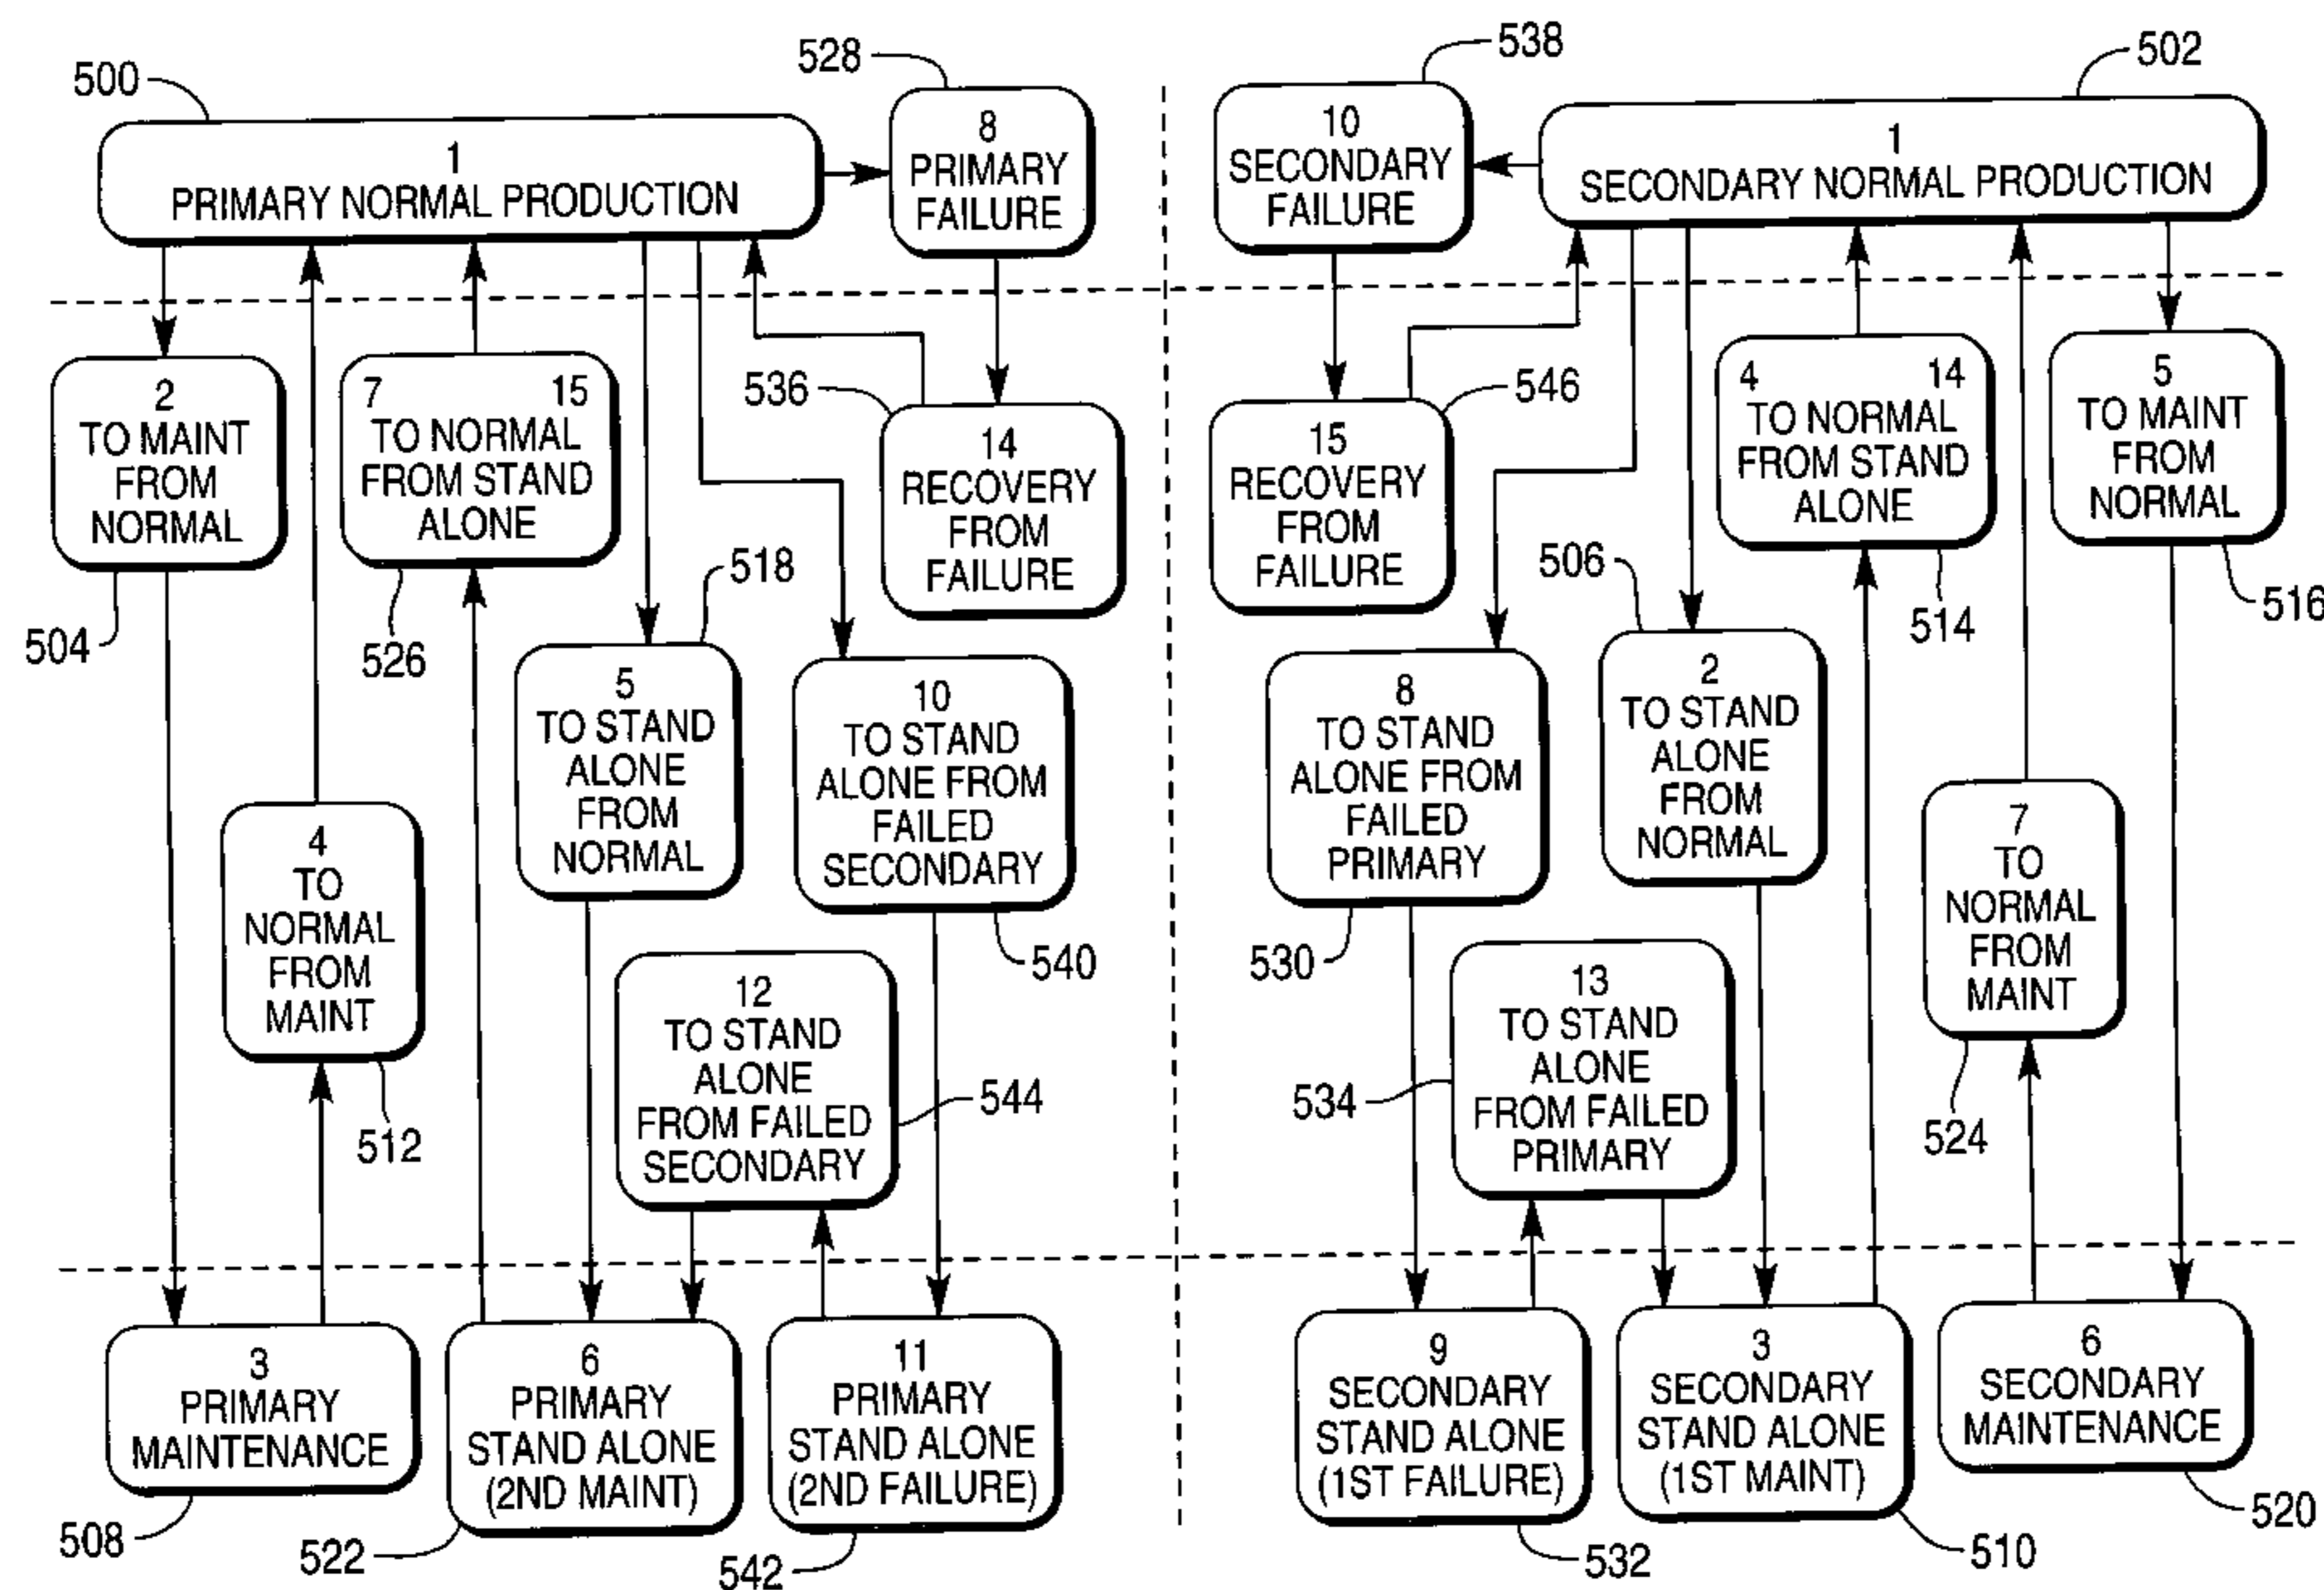 528
538
502
500
1
PRIMARY NORMAL PRODUCTION
8
PRIMARY
FAILURE
10
SECONDARY
FAILURE
1
SECONDARY NORMAL PRODUCTION
2
TO MAINT
FROM
NORMAL
504
7 15
TO NORMAL
FROM STAND
ALONE
526
536
14
RECOVERY
FROM
FAILURE
518
5
TO STAND
ALONE
FROM
NORMAL
10
TO STAND
ALONE FROM
FAILED
SECONDARY
540
4
TO
NORMAL
FROM
MAINT
512
12
TO STAND
ALONE
FROM FAILED
SECONDARY
544
3
PRIMARY
MAINTENANCE
508
6
PRIMARY
STAND ALONE
(2ND MAINT)
522
11
PRIMARY
STAND ALONE
(2ND FAILURE)
542
15
RECOVERY
FROM
FAILURE
546
4 14
TO NORMAL
FROM STAND
ALONE
514
5
TO MAINT
FROM
NORMAL
516
506
8
TO STAND
ALONE FROM
FAILED
PRIMARY
530
2
TO STAND
ALONE
FROM
NORMAL
7
TO
NORMAL
FROM
MAINT
524
534
13
TO STAND
ALONE
FROM FAILED
PRIMARY
9
SECONDARY
STAND ALONE
(1ST FAILURE)
532
3
SECONDARY
STAND ALONE
(1ST MAINT)
510
6
SECONDARY
MAINTENANCE
520